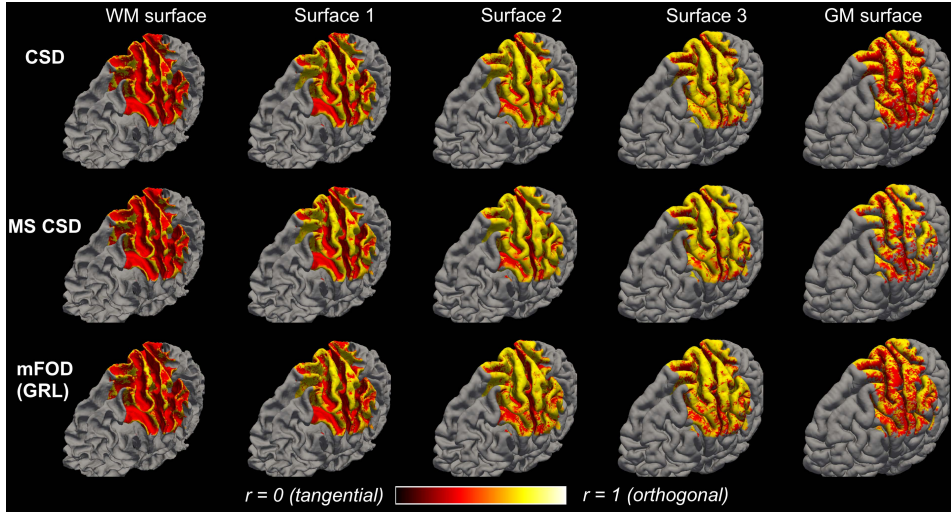 WM surface
Surface 1
Surface 2
Surface 3
GM surface
CSD
MS CSD
mFOD
(GRL)
r = 0 (tangential)
r = 1 (orthogonal)